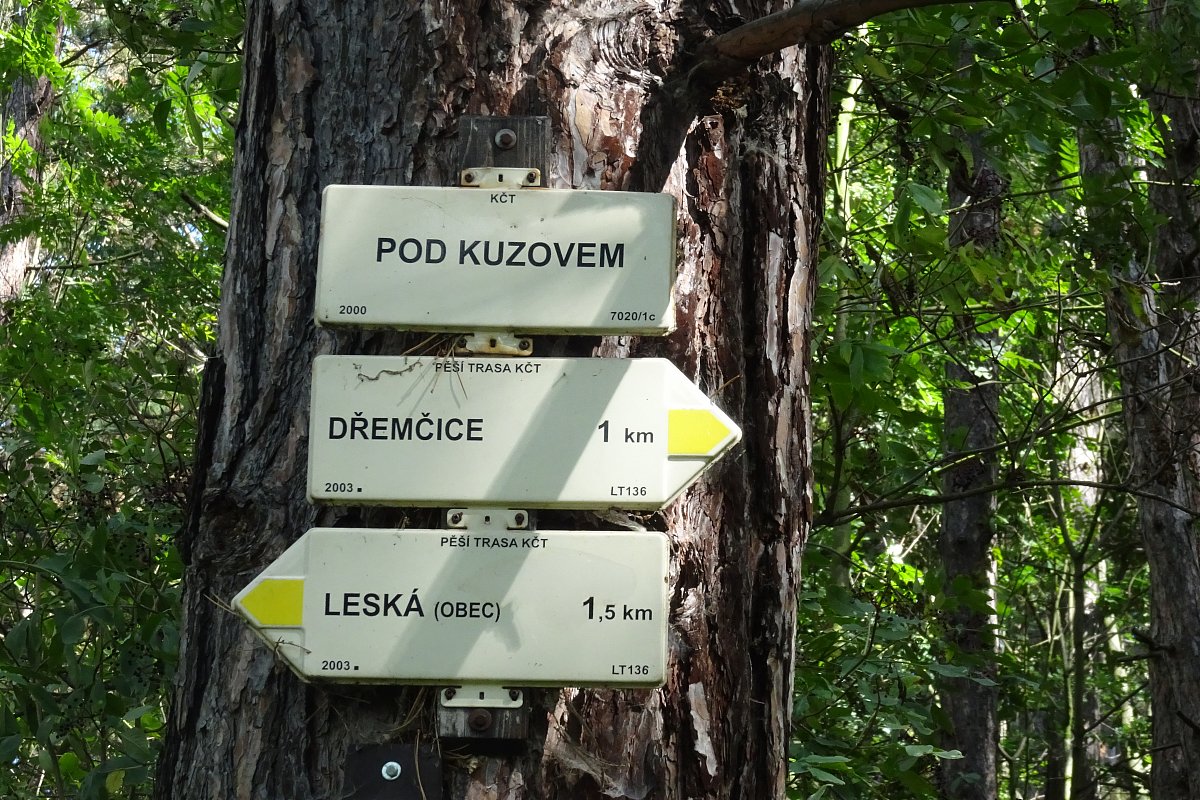 KČT
POD KUZOVEM
2000 7020/1c
PĚŠÍ TRASA KČT
DŘEMČICE 1 km
2003 LT136
PĚŠÍ TRASA KČT
LESKÁ (OBEC) 1,5 km
2003 LT136